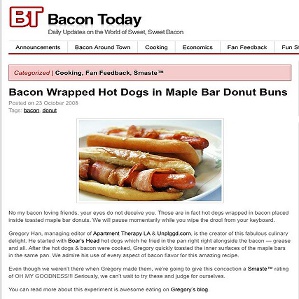 BT Bacon Today
Daily Updates on the World of Sweet, Sweet Bacon
Announcements Bacon Around Town Cooking Economics Fan Feedback Fun S
Categorized | Cooking, Fan Feedback, Smaste™
Bacon Wrapped Hot Dogs in Maple Bar Donut Buns
Posted on 23 October 2008
Tags: bacon, donut
No my bacon loving friends, your eyes do not deceive you. Those are in fact hot dogs wrapped in bacon placed
inside toasted maple bar donuts. We will pause momentarily while you wipe the drool from your keyboard.
Gregory Han, managing editor of Apartment Therapy LA & Unplggd.com, is the creator of this fabulous culinary
delight. He started with Boar's Head hot dogs which he fried in the pan right right alongside the bacon — grease
and all. After the hot dogs & bacon were cooked, Gregory quickly toasted the inner surfaces of the maple bars
in the same pan. We admire his use of every aspect of bacon flavor for this amazing recipe.
Even though we weren't there when Gregory made them, we're going to give this concoction a Smaste™ rating
of OH MY GOODNESS!!! Seriously, we can't wait to try these and judge for ourselves.
You can read more about this experiment is awesome eating on Gregory's blog.